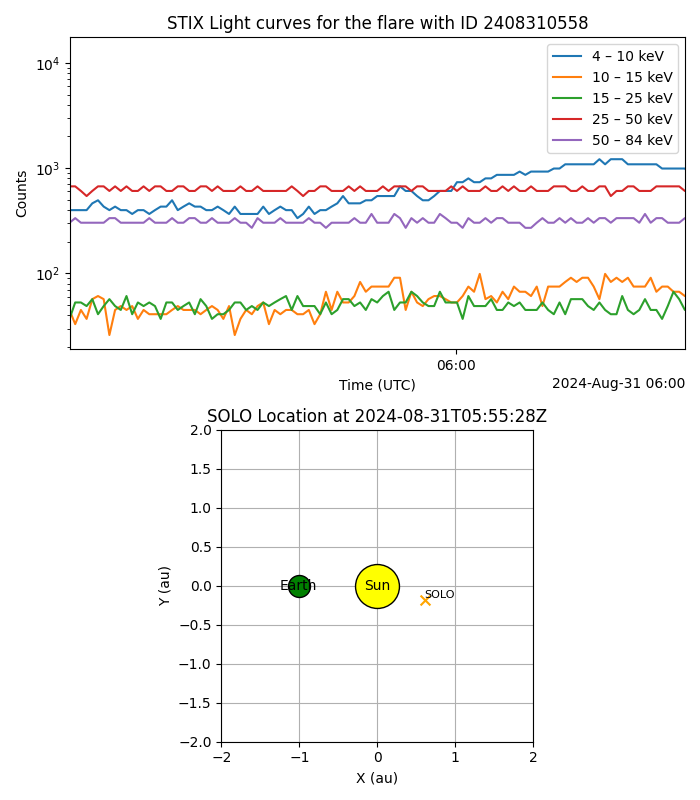 STIX Light curves for the flare with ID 2408310558
4 – 10 keV
10 – 15 keV
15 – 25 keV
25 – 50 keV
50 – 84 keV
10⁴
10³
10²
Counts
06:00
Time (UTC)
2024-Aug-31 06:00
SOLO Location at 2024-08-31T05:55:28Z
2.0
1.5
1.0
0.5
0.0
−0.5
−1.0
−1.5
−2.0
Y (au)
Earth
Sun
SOLO
−2 −1 0 1 2
X (au)